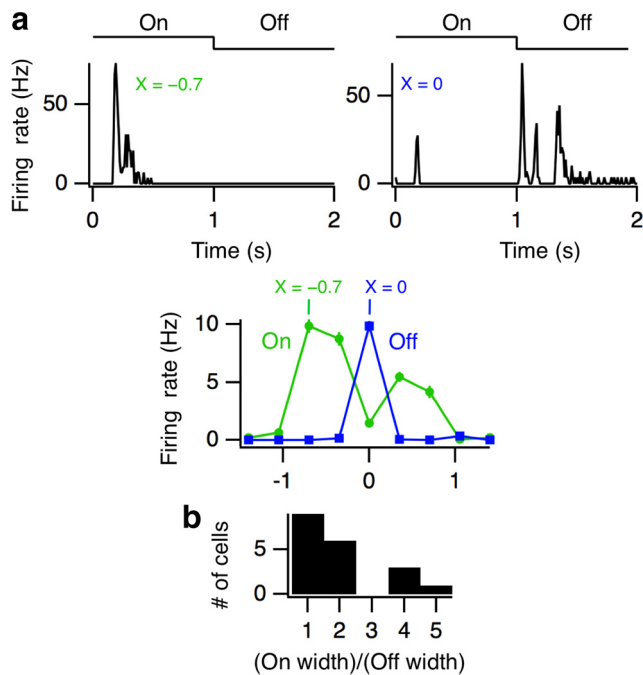 a
On Off
On Off
Firing rate (Hz)
50
0
X = −0.7
0 1 2
Time (s)
50
0
X = 0
0 1 2
Time (s)
X = −0.7 X = 0
Firing rate (Hz)
10
5
0
On Off
-1 0 1
b
# of cells
5
0
1 2 3 4 5
(On width)/(Off width)